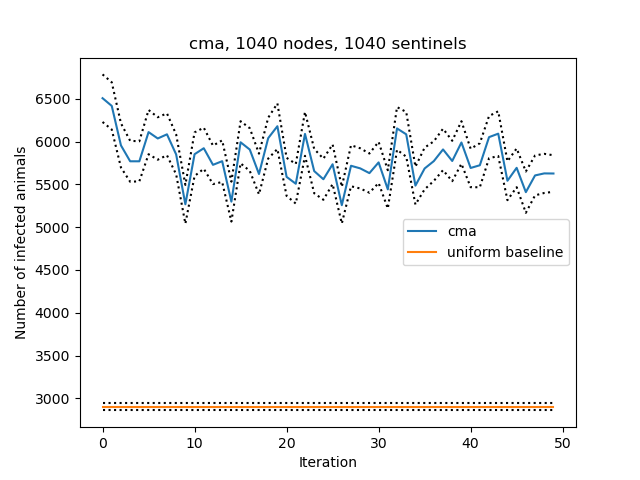 cma, 1040 nodes, 1040 sentinels
Number of infected animals
6500
6000
5500
5000
4500
4000
3500
3000
cma
uniform baseline
0 10 20 30 40 50
Iteration